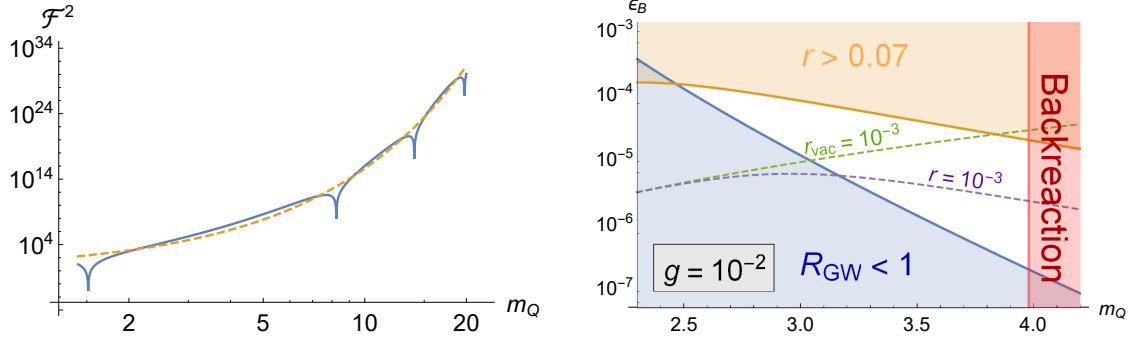 𝓕²
10³⁴
10²⁴
10¹⁴
10⁴
2
5
10
20
m_Q
ϵ_B
10⁻³
10⁻⁴
10⁻⁵
10⁻⁶
10⁻⁷
r > 0.07
r_vac = 10⁻³
r = 10⁻³
g = 10⁻²
R_GW < 1
Backreaction
2.5
3.0
3.5
4.0
m_Q